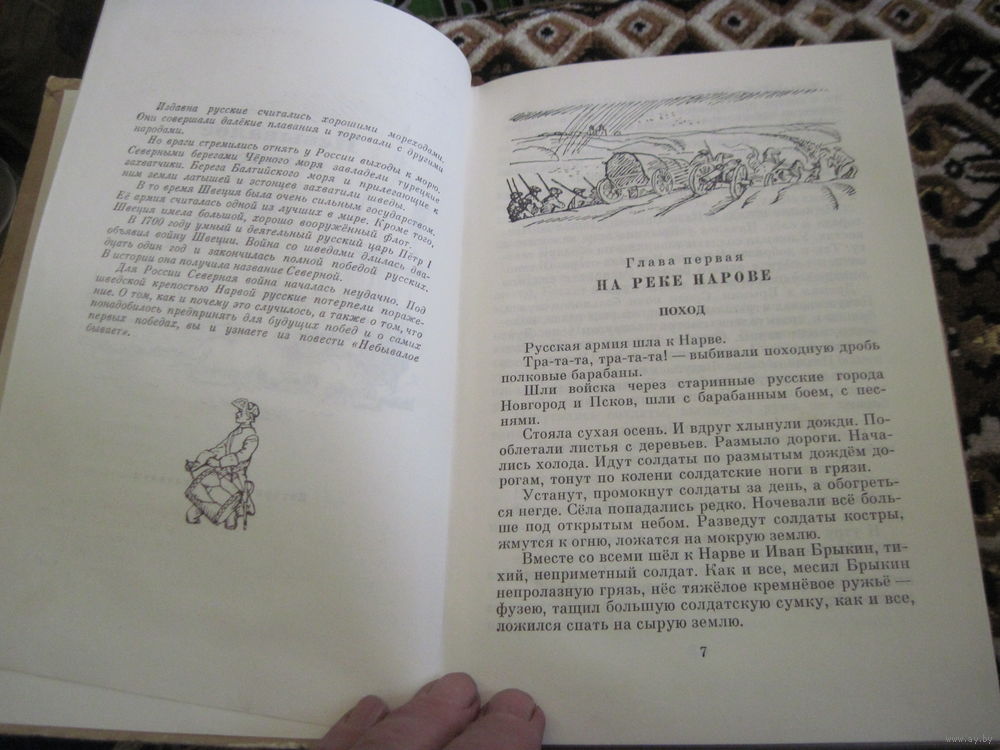 Издавна русские считались хорошими мореходами.
Они совершали далёкие плавания и торговали с другими
народами.
Но враги стремились отнять у России выходы к морю.
Северными берегами Чёрного моря завладели турецкие
захватчики. Берега Балтийского моря и прилегающие к
ним земли латышей и эстонцев захватили шведы.
В то время Швеция была очень сильным государством.
Её армия считалась одной из лучших в мире. Кроме того,
Швеция имела большой, хорошо вооружённый флот.
В 1700 году умный и деятельный русский царь Пётр I
объявил войну Швеции. Война со шведами длилась два-
дцать один год и закончилась полной победой русских.
В истории она получила название Северной.
Для России Северная война началась неудачно. Под
шведской крепостью Нарвой русские потерпели пораже-
ние. О том, как и почему это случилось, а также о том, что
понадобилось предпринять для будущих побед и о самих
первых победах, вы и узнаете из повести «Небывалое
бывает».
Глава первая
НА РЕКЕ НАРОВЕ
ПОХОД
Русская армия шла к Нарве.
Тра-та-та, тра-та-та! — выбивали походную дробь
полковые барабаны.
Шли войска через старинные русские города
Новгород и Псков, шли с барабанным боем, с пес-
нями.
Стояла сухая осень. И вдруг хлынули дожди. По-
облетали листья с деревьев. Размыло дороги. Нача-
лись холода. Идут солдаты по размытым дождём до-
рогам, тонут по колени солдатские ноги в грязи.
Устанут, промокнут солдаты за день, а обогреть-
ся негде. Сёла попадались редко. Ночевали всё боль-
ше под открытым небом. Разведут солдаты костры,
жмутся к огню, ложатся на мокрую землю.
Вместе со всеми шёл к Нарве и Иван Брыкин, ти-
хий, неприметный солдат. Как и все, месил Брыкин
непролазную грязь, нёс тяжёлое кремнёвое ружьё —
фузею, тащил большую солдатскую сумку, как и все,
ложился спать на сырую землю.
7
www.ay.by